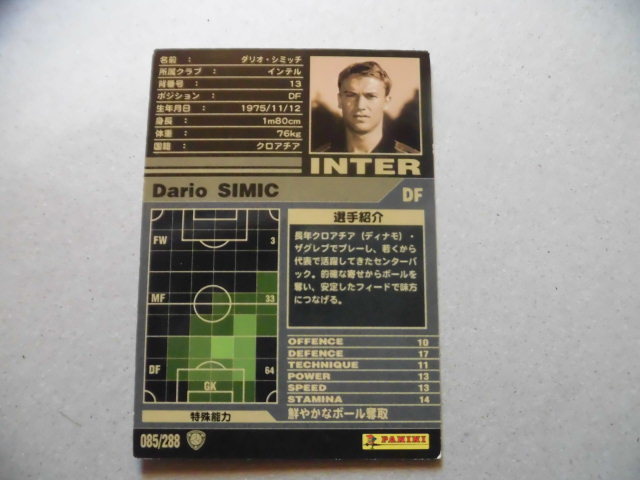 名前 : ダリオ・シミッチ
所属クラブ : インテル
背番号 : 13
ポジション : DF
生年月日 : 1975/11/12
身長 : 1m80cm
体重 : 76kg
国籍 : クロアチア
INTER
Dario SIMIC
DF
FW 3
MF 33
DF 64
GK
選手紹介
長年クロアチア（ディナモ）・
ザグレブでプレーし、若くから
代表で活躍してきたセンターバ
ック。的確な寄せからボールを
奪い、安定したフィードで味方
につなげる。
OFFENCE 10
DEFENCE 17
TECHNIQUE 11
POWER 13
SPEED 13
STAMINA 14
特殊能力 鮮やかなボール奪取
085/288
PANINI